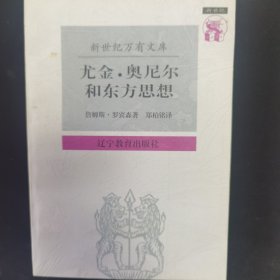 新世纪万有文库
尤金·奥尼尔
和东方思想
詹姆斯·罗宾森著 郑柏铭译
辽宁教育出版社